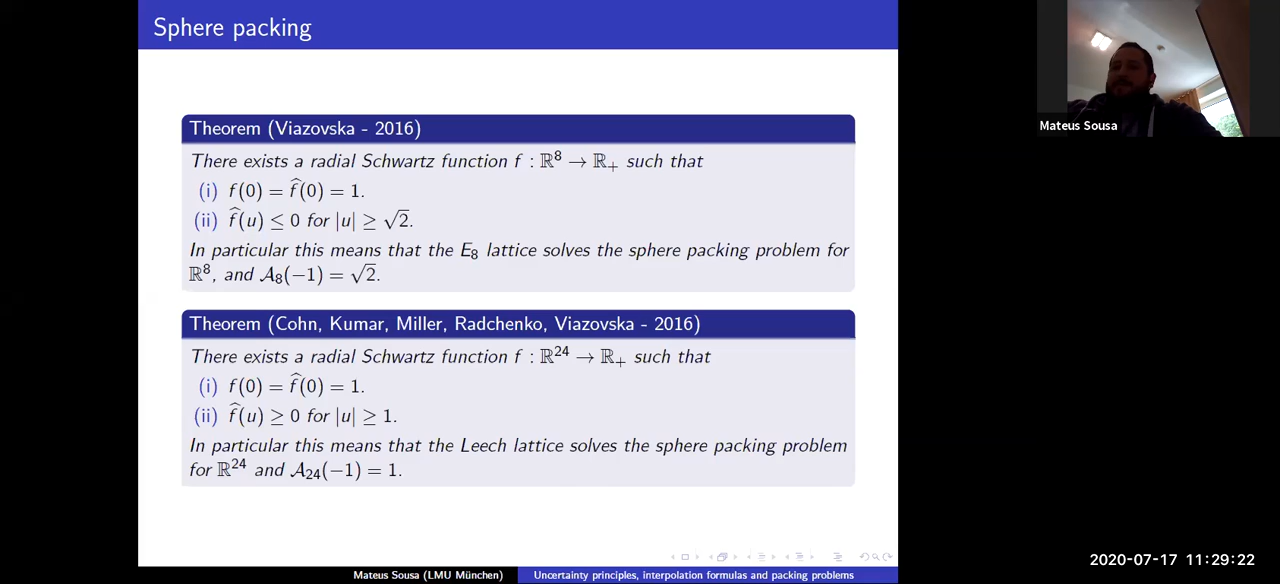 Sphere packing
Mateus Sousa
Theorem (Viazovska - 2016)
There exists a radial Schwartz function f : ℝ⁸ → ℝ₊ such that
(i) f(0) = f̂(0) = 1.
(ii) f̂(u) ≤ 0 for |u| ≥ √2.
In particular this means that the E₈ lattice solves the sphere packing problem for
ℝ⁸, and 𝒜₈(−1) = √2.
Theorem (Cohn, Kumar, Miller, Radchenko, Viazovska - 2016)
There exists a radial Schwartz function f : ℝ²⁴ → ℝ₊ such that
(i) f(0) = f̂(0) = 1.
(ii) f̂(u) ≥ 0 for |u| ≥ 1.
In particular this means that the Leech lattice solves the sphere packing problem
for ℝ²⁴ and 𝒜₂₄(−1) = 1.
Mateus Sousa (LMU München) Uncertainty principles, interpolation formulas and packing problems
2020-07-17 11:29:22